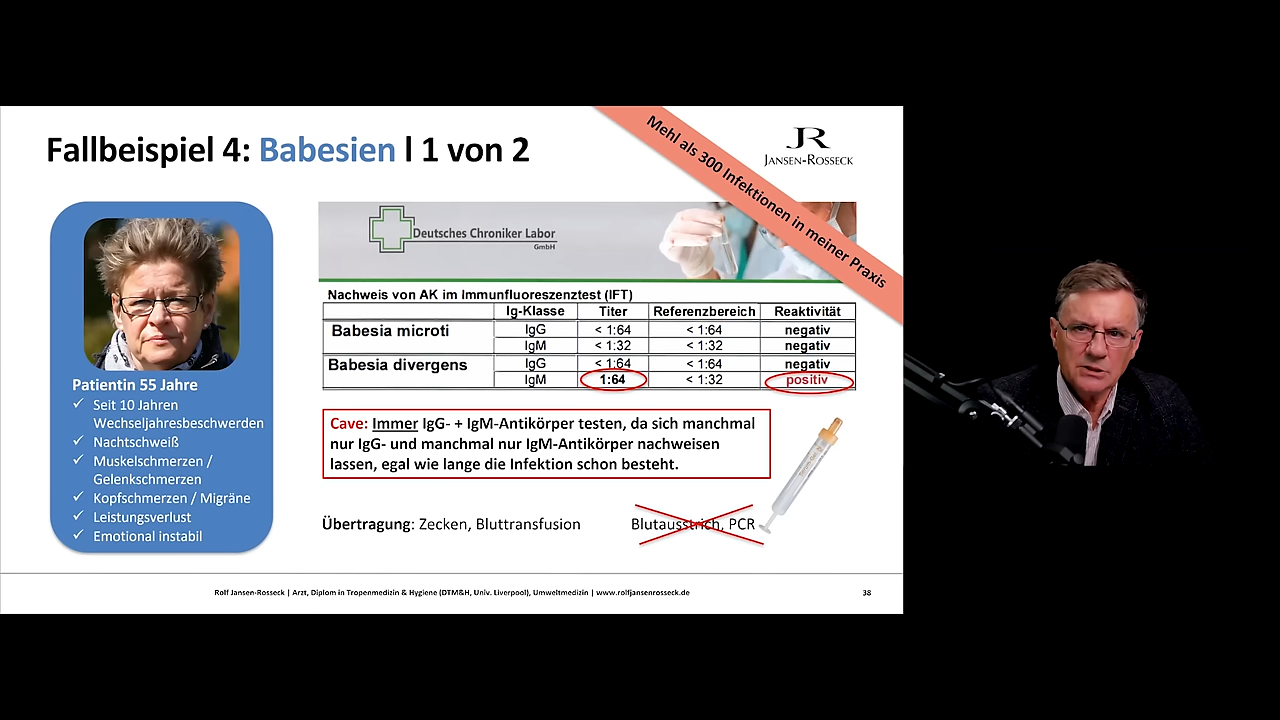 Fallbeispiel 4: Babesien l 1 von 2
Mehl als 300 Infektionen in meiner Praxis
JR
JANSEN-ROSSECK
Patientin 55 Jahre
✓ Seit 10 Jahren
Wechseljahresbeschwerden
✓ Nachtschweiß
✓ Muskelschmerzen /
Gelenkschmerzen
✓ Kopfschmerzen / Migräne
✓ Leistungsverlust
✓ Emotional instabil
Deutsches Chroniker Labor
GmbH
Nachweis von AK im Immunfluoreszenztest (IFT)
Ig-Klasse Titer Referenzbereich Reaktivität
Babesia microti IgG < 1:64 < 1:64 negativ
IgM < 1:32 < 1:32 negativ
Babesia divergens IgG < 1:64 < 1:64 negativ
IgM 1:64 < 1:32 positiv
Cave: Immer IgG- + IgM-Antikörper testen, da sich manchmal
nur IgG- und manchmal nur IgM-Antikörper nachweisen
lassen, egal wie lange die Infektion schon besteht.
Übertragung: Zecken, Bluttransfusion
Blutausstrich, PCR
Rolf Jansen-Rosseck | Arzt, Diplom in Tropenmedizin & Hygiene (DTM&H, Univ. Liverpool), Umweltmedizin | www.rolfjansenrosseck.de
38